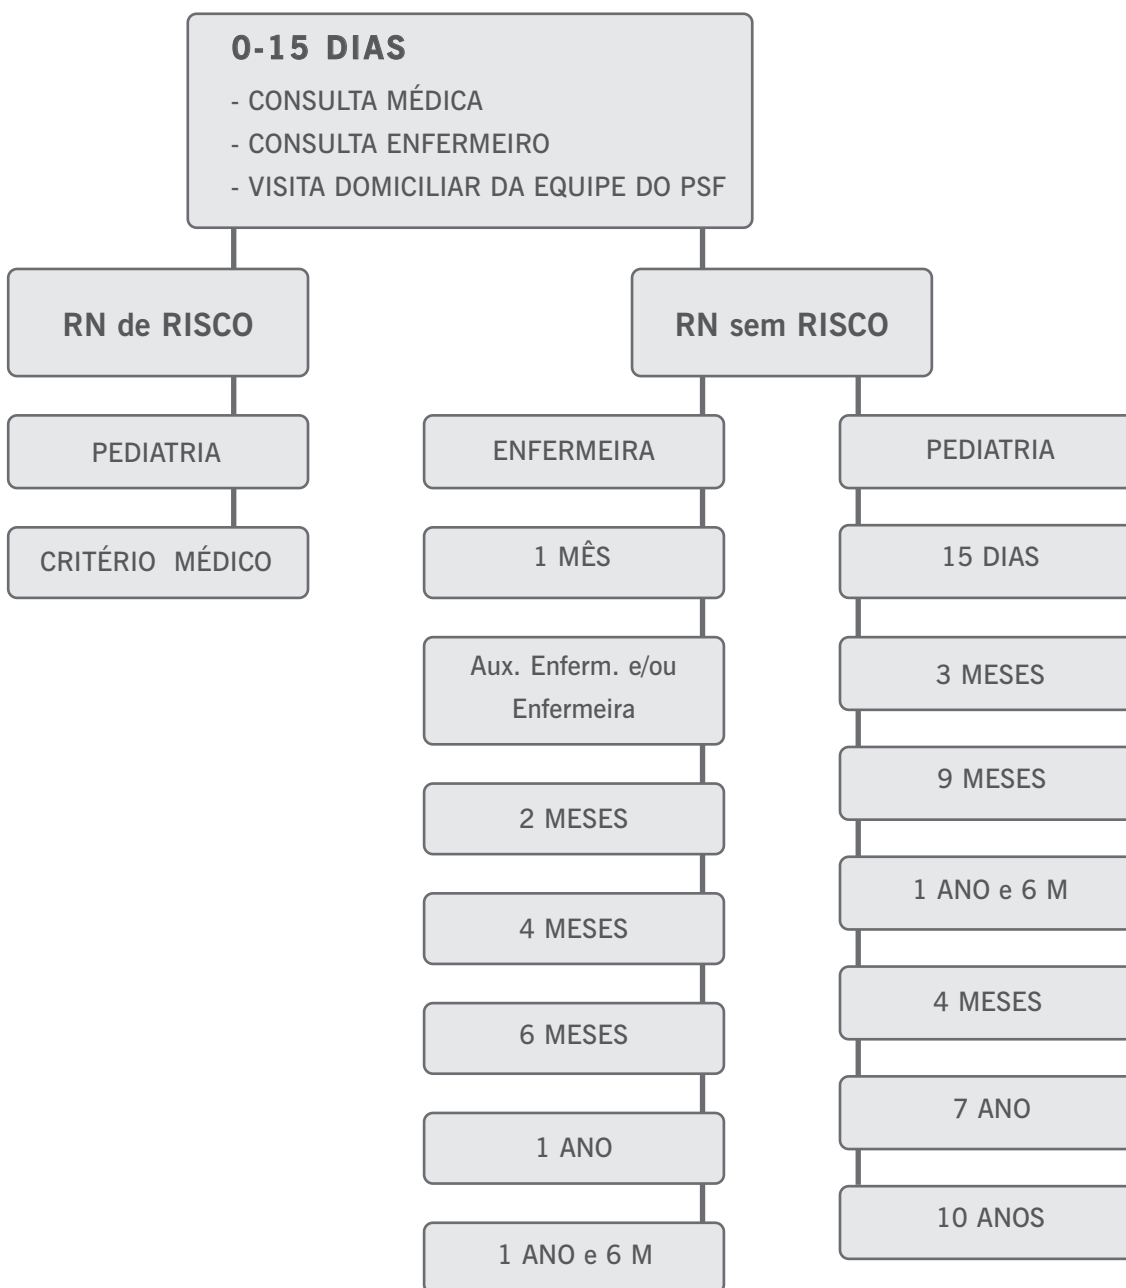 0-15 DIAS
- CONSULTA MÉDICA
- CONSULTA ENFERMEIRO
- VISITA DOMICILIAR DA EQUIPE DO PSF
RN de RISCO
PEDIATRIA
CRITÉRIO MÉDICO
RN sem RISCO
ENFERMEIRA
1 MÊS
Aux. Enferm. e/ou
Enfermeira
2 MESES
4 MESES
6 MESES
1 ANO
1 ANO e 6 M
PEDIATRIA
15 DIAS
3 MESES
9 MESES
1 ANO e 6 M
4 MESES
7 ANO
10 ANOS